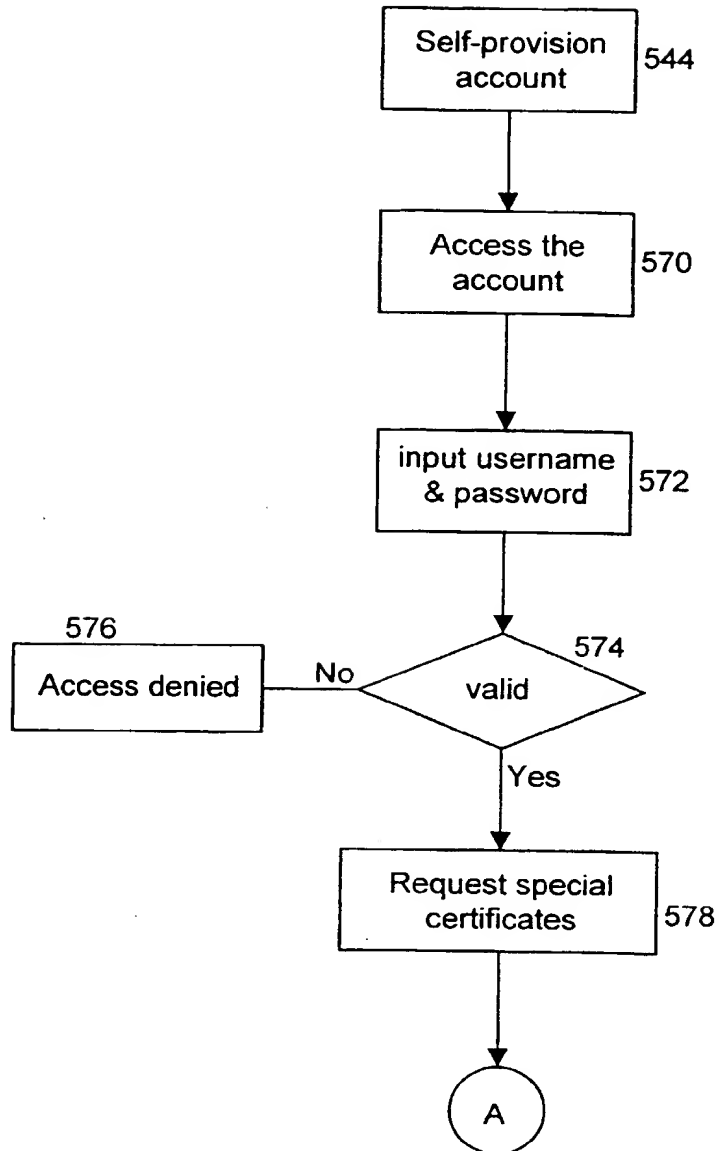 Self-provision
account
544
Access the
account
570
input username
& password
572
576
574
Access denied
No
valid
Yes
Request special
certificates
578
A